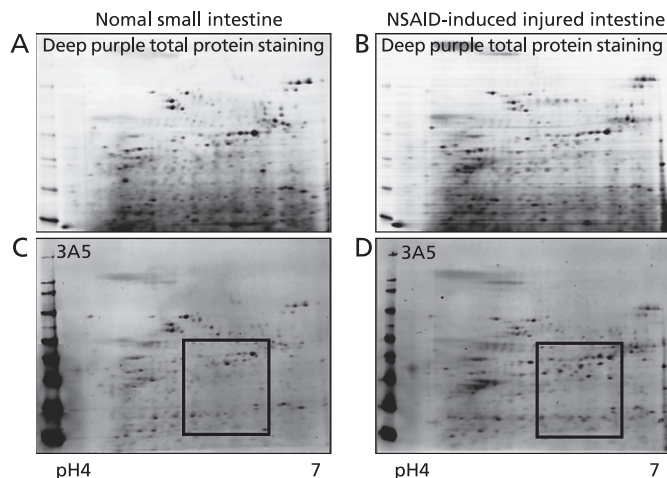 Normal small intestine
NSAID-induced injured intestine
A
Deep purple total protein staining
B
Deep purple total protein staining
C
3A5
D
3A5
pH4
7
pH4
7